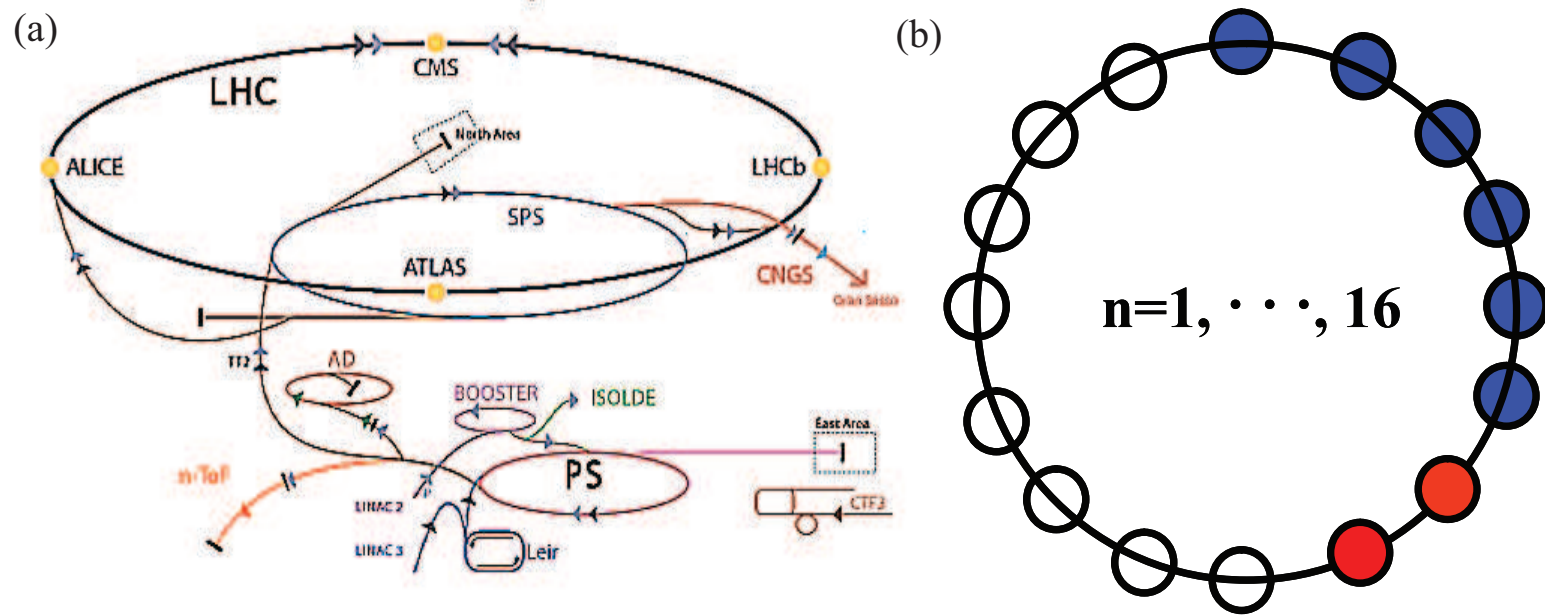 (a)
CMS
LHC
North Area
ALICE
LHCb
SPS
ATLAS
CNGS
Gran Sasso
TT2
AD
BOOSTER
ISOLDE
East Area
n-ToF
PS
LINAC 2
CTF3
LINAC 3
Leir
(b)
n=1, · · ·, 16